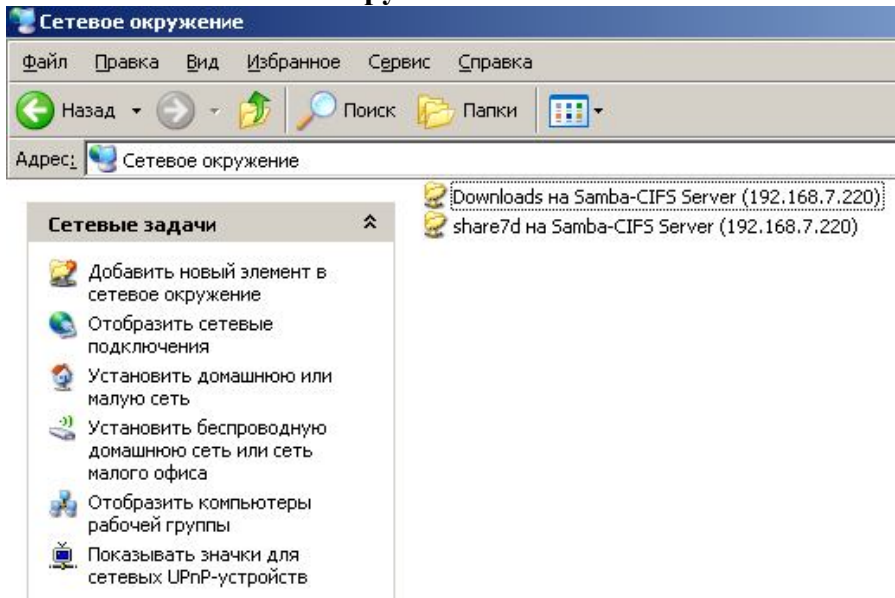 Сетевое окружение
Файл Правка Вид Избранное Сервис Справка
Назад Поиск Папки
Адрес: Сетевое окружение
Downloads на Samba-CIFS Server (192.168.7.220)
share7d на Samba-CIFS Server (192.168.7.220)
Сетевые задачи
Добавить новый элемент в
сетевое окружение
Отобразить сетевые
подключения
Установить домашнюю или
малую сеть
Установить беспроводную
домашнюю сеть или сеть
малого офиса
Отобразить компьютеры
рабочей группы
Показывать значки для
сетевых UPnP-устройств